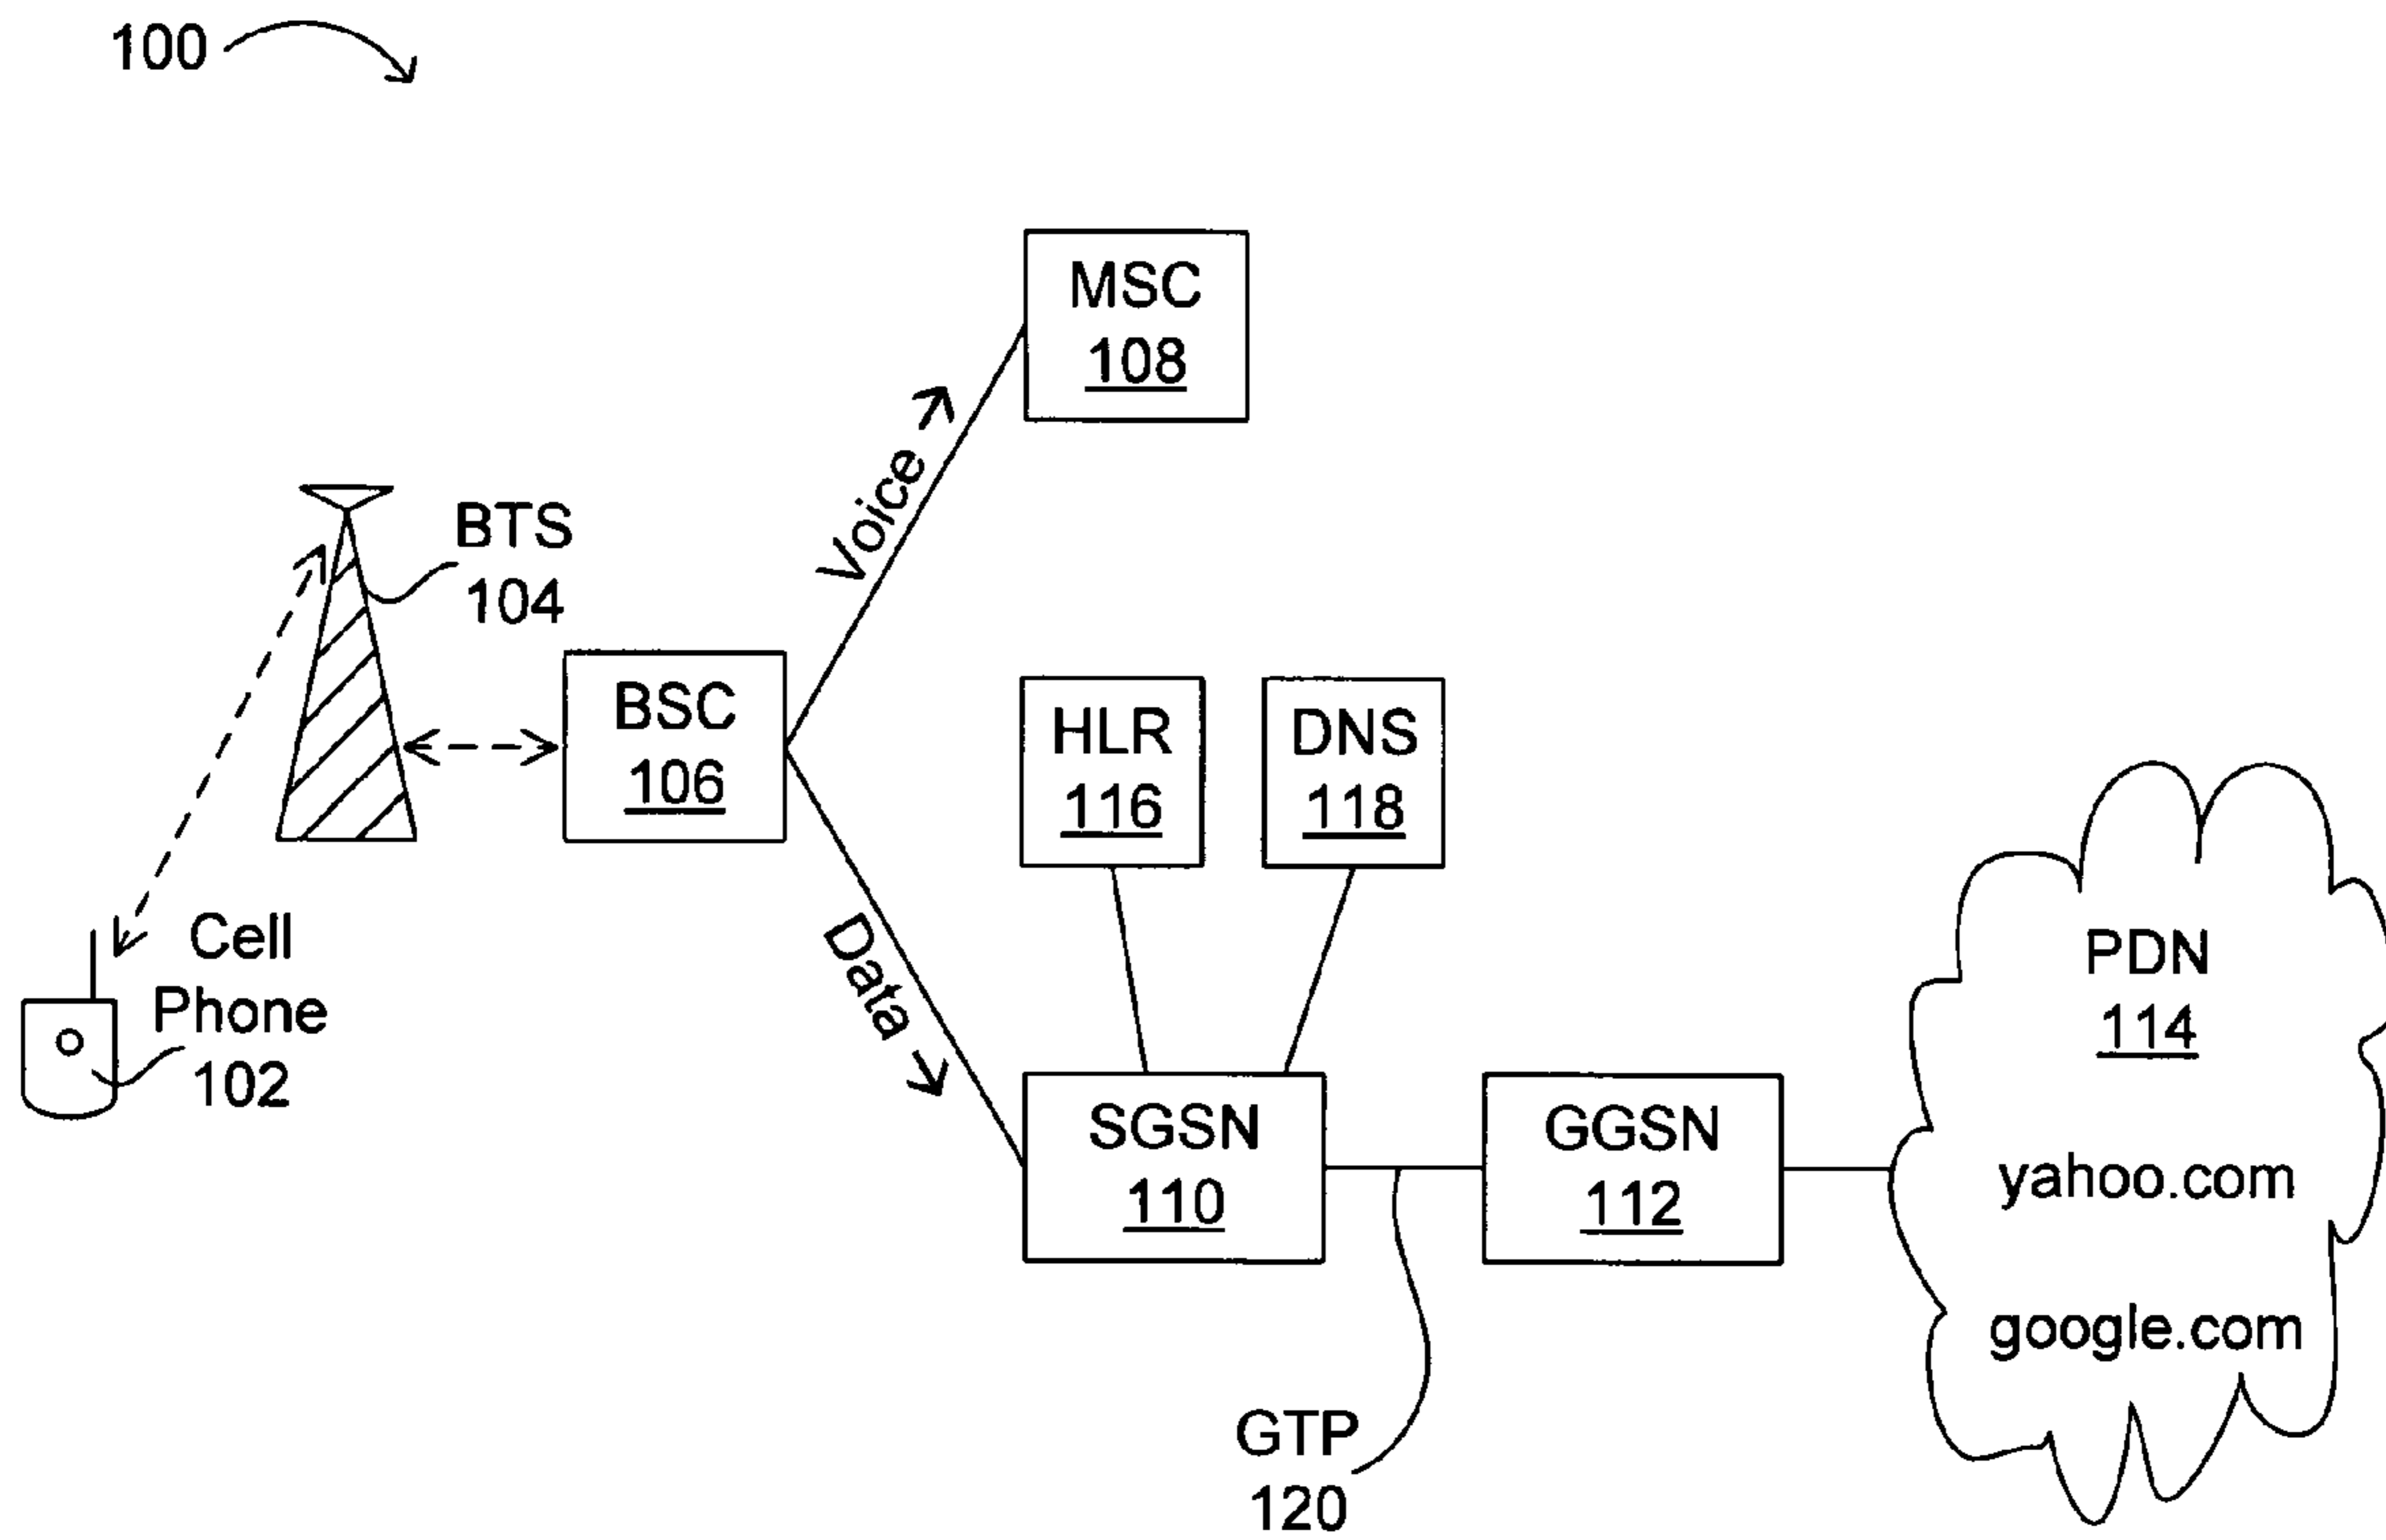 100
MSC
108
Voice
BTS
104
BSC
106
HLR
116
DNS
118
Cell
Phone
102
Data
PDN
114
SGSN
110
GGSN
112
yahoo.com
google.com
GTP
120